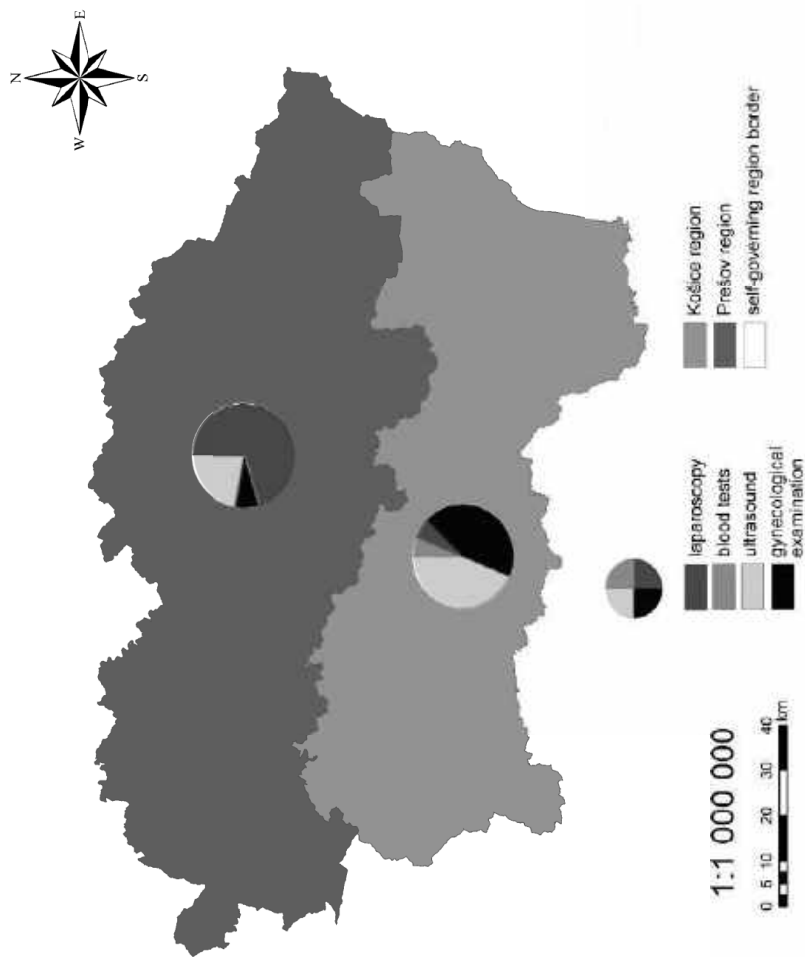 N
E
W
S
1:1 000 000
0 5 10 20 30 40
km
laparoscopy
blood tests
ultrasound
gynecological
examination
Košice region
Prešov region
self-governing region border